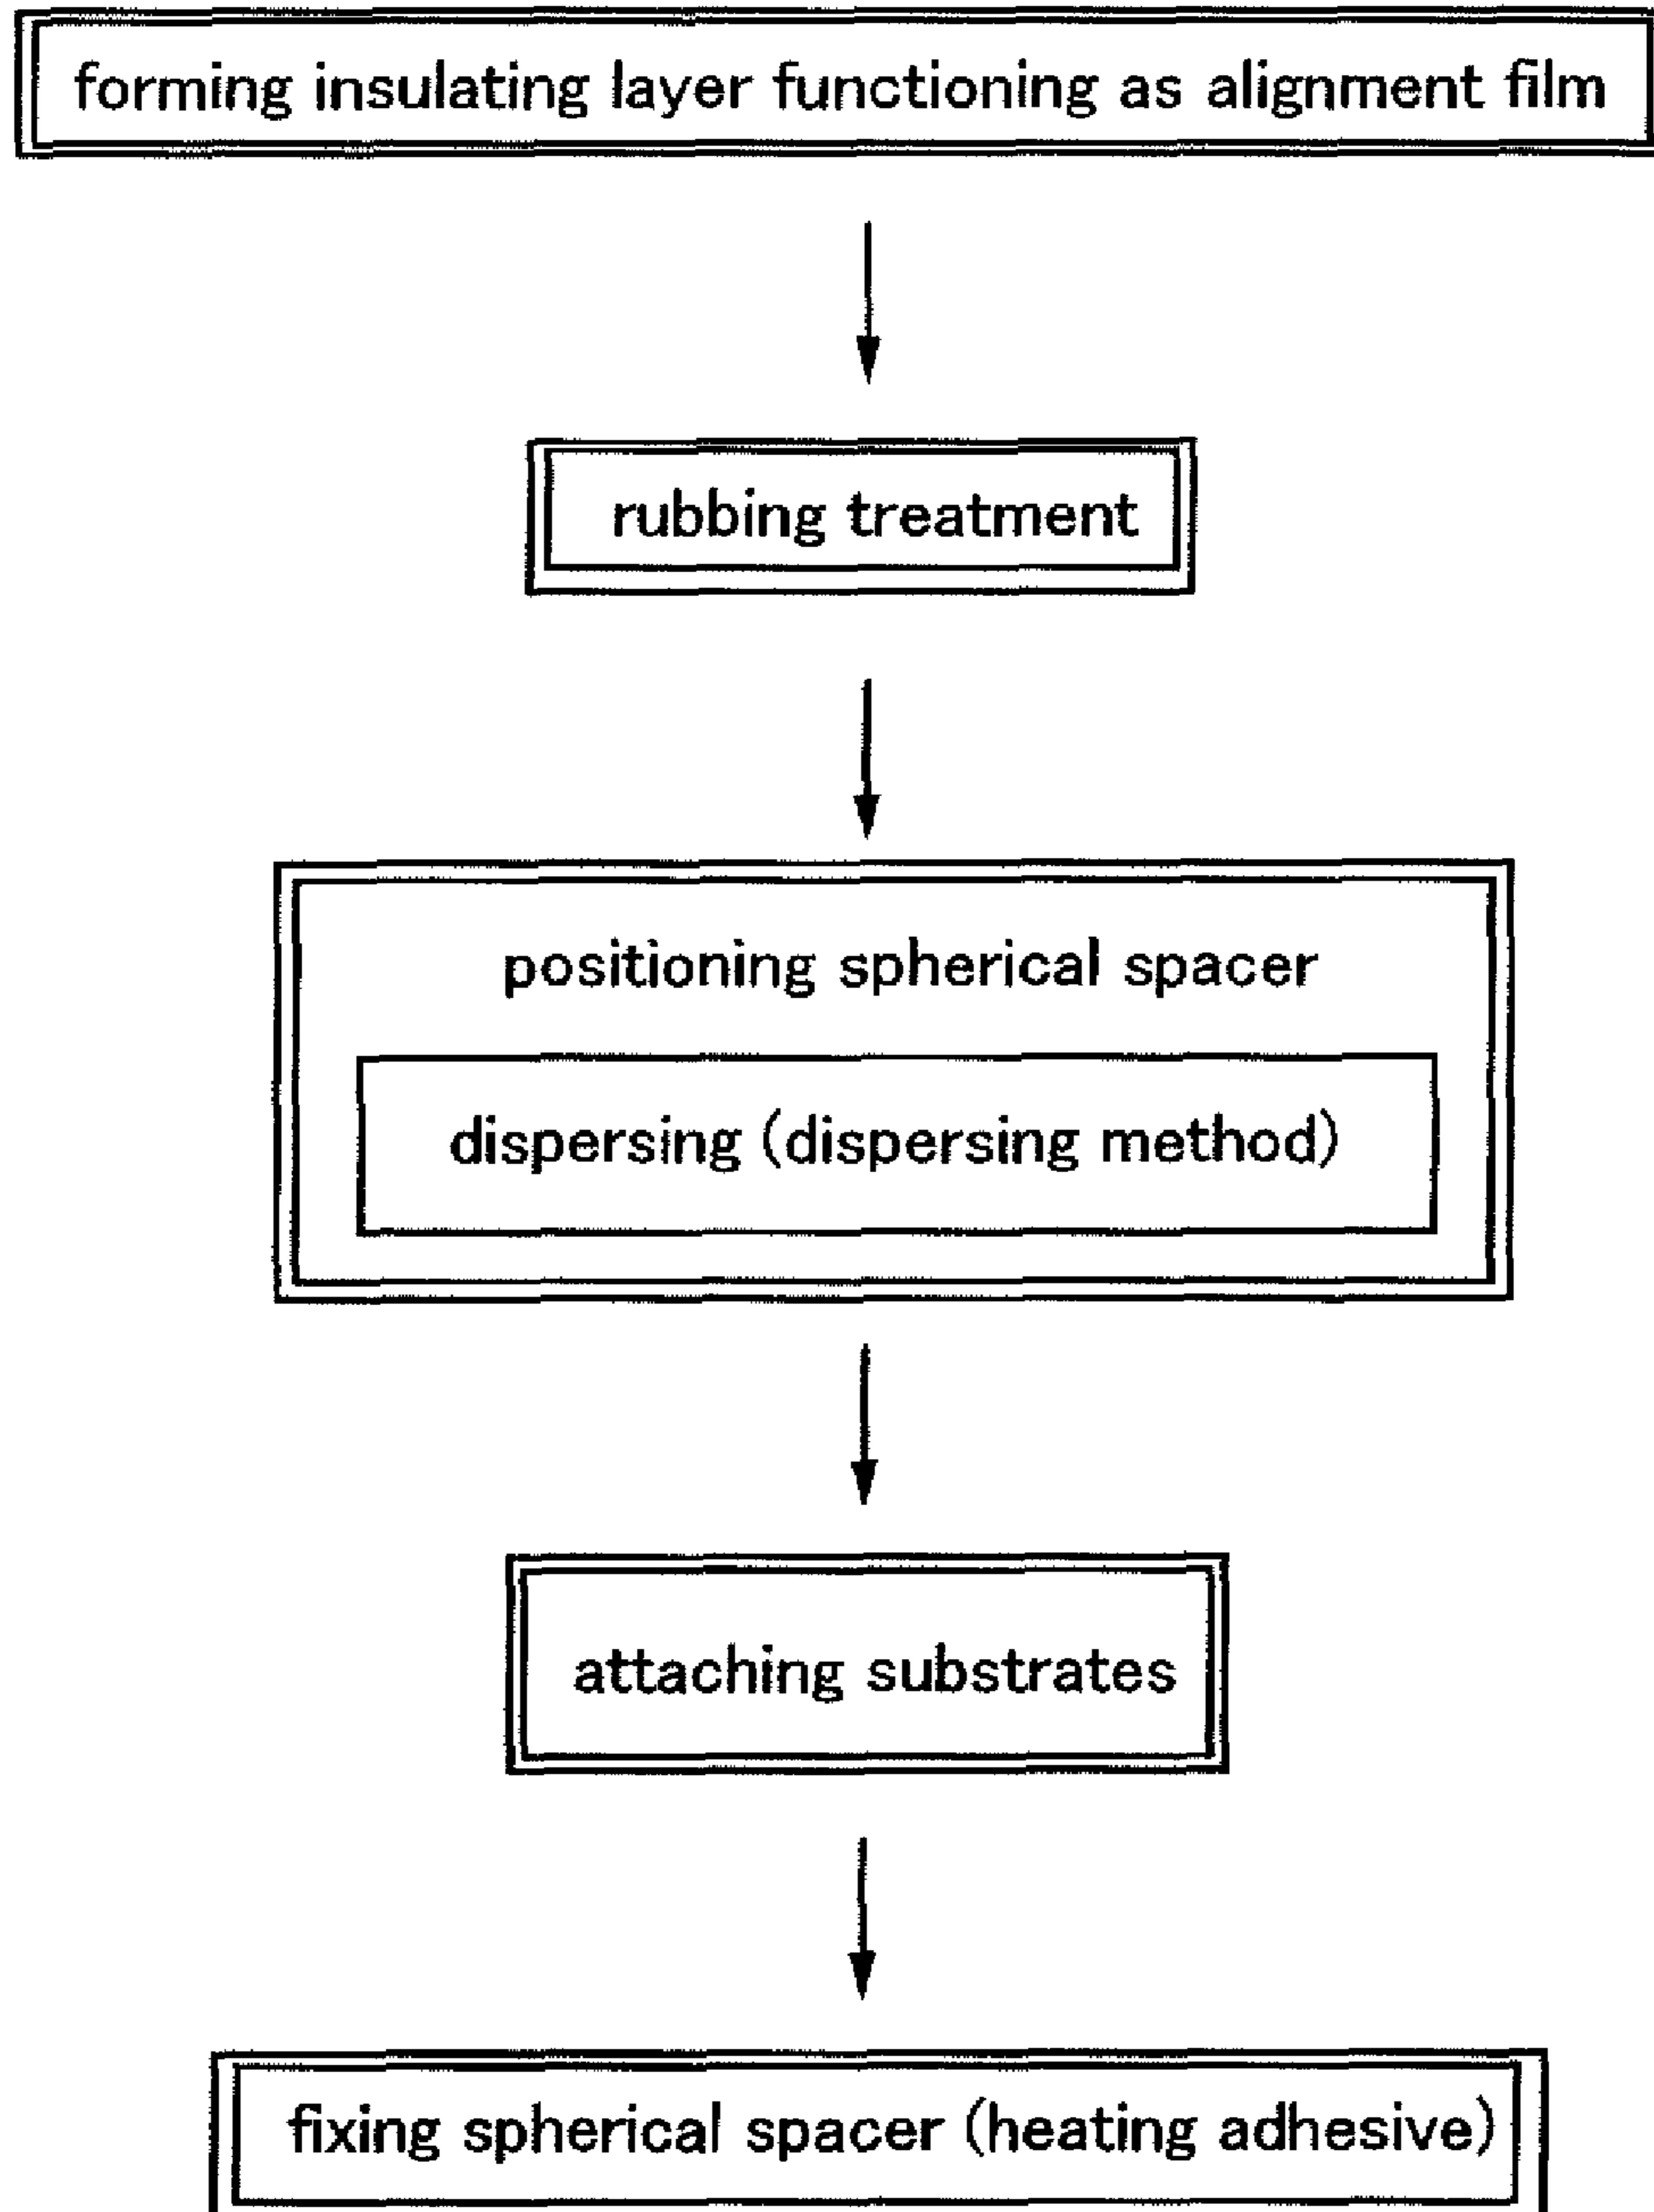 forming insulating layer functioning as alignment film
rubbing treatment
positioning spherical spacer
dispersing (dispersing method)
attaching substrates
fixing spherical spacer (heating adhesive)